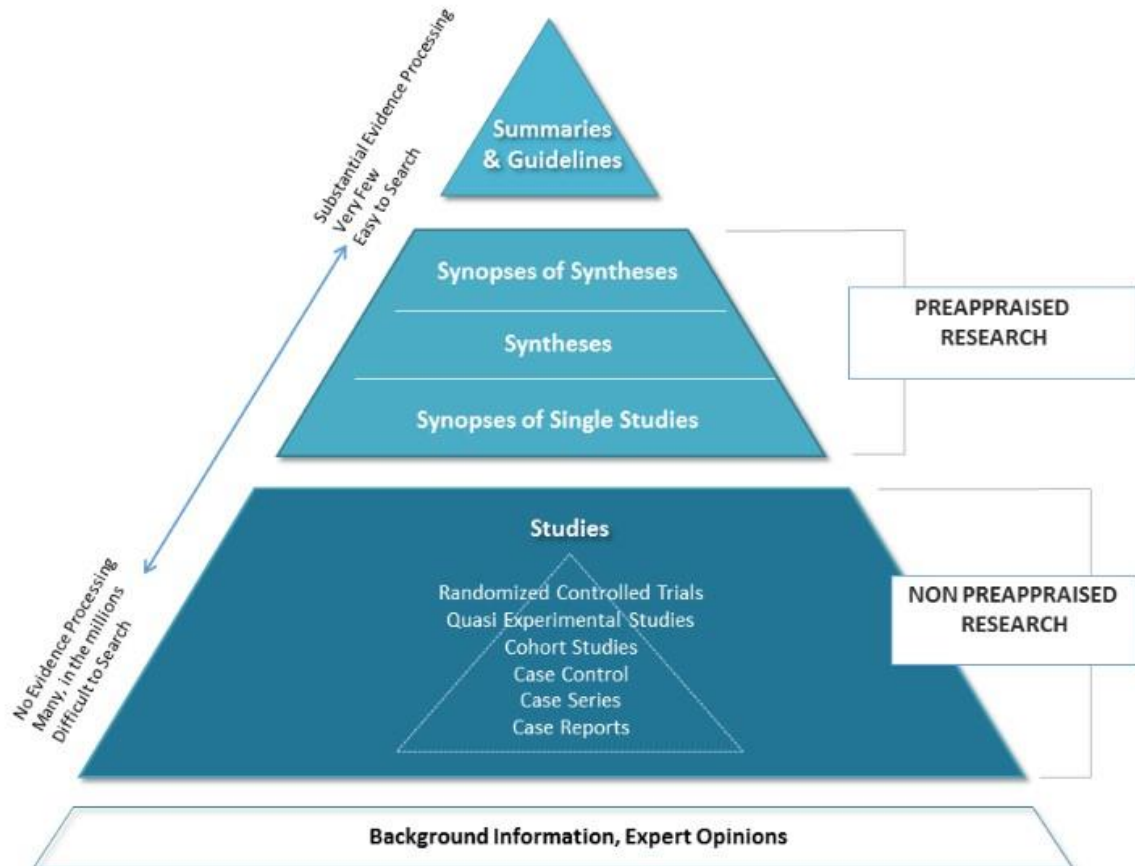 Substantial Evidence Processing
Very Few
Easy to Search
Summaries
& Guidelines
Synopses of Syntheses
Syntheses
Synopses of Single Studies
PREAPPRAISED
RESEARCH
No Evidence Processing
Many, in the millions
Difficult to Search
Studies
Randomized Controlled Trials
Quasi Experimental Studies
Cohort Studies
Case Control
Case Series
Case Reports
NON PREAPPRAISED
RESEARCH
Background Information, Expert Opinions